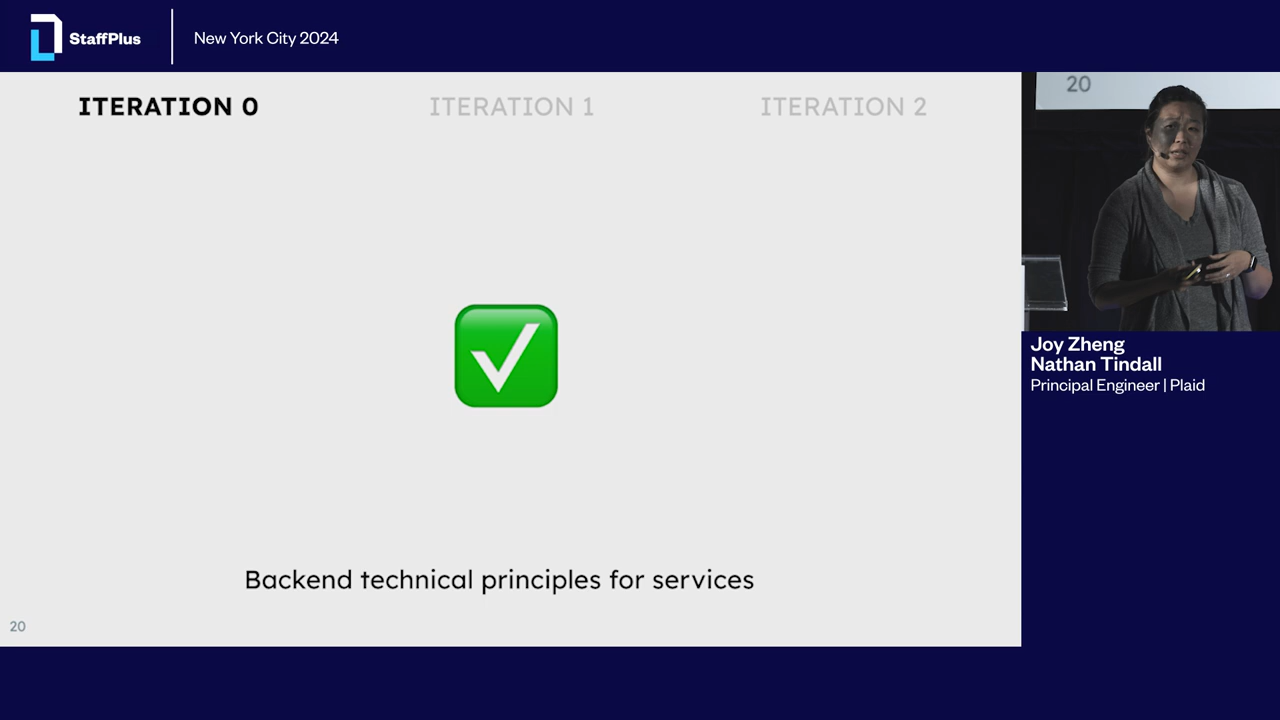 StaffPlus
New York City 2024
ITERATION 0
ITERATION 1
ITERATION 2
20
Joy Zheng
Nathan Tindall
Principal Engineer | Plaid
Backend technical principles for services
20